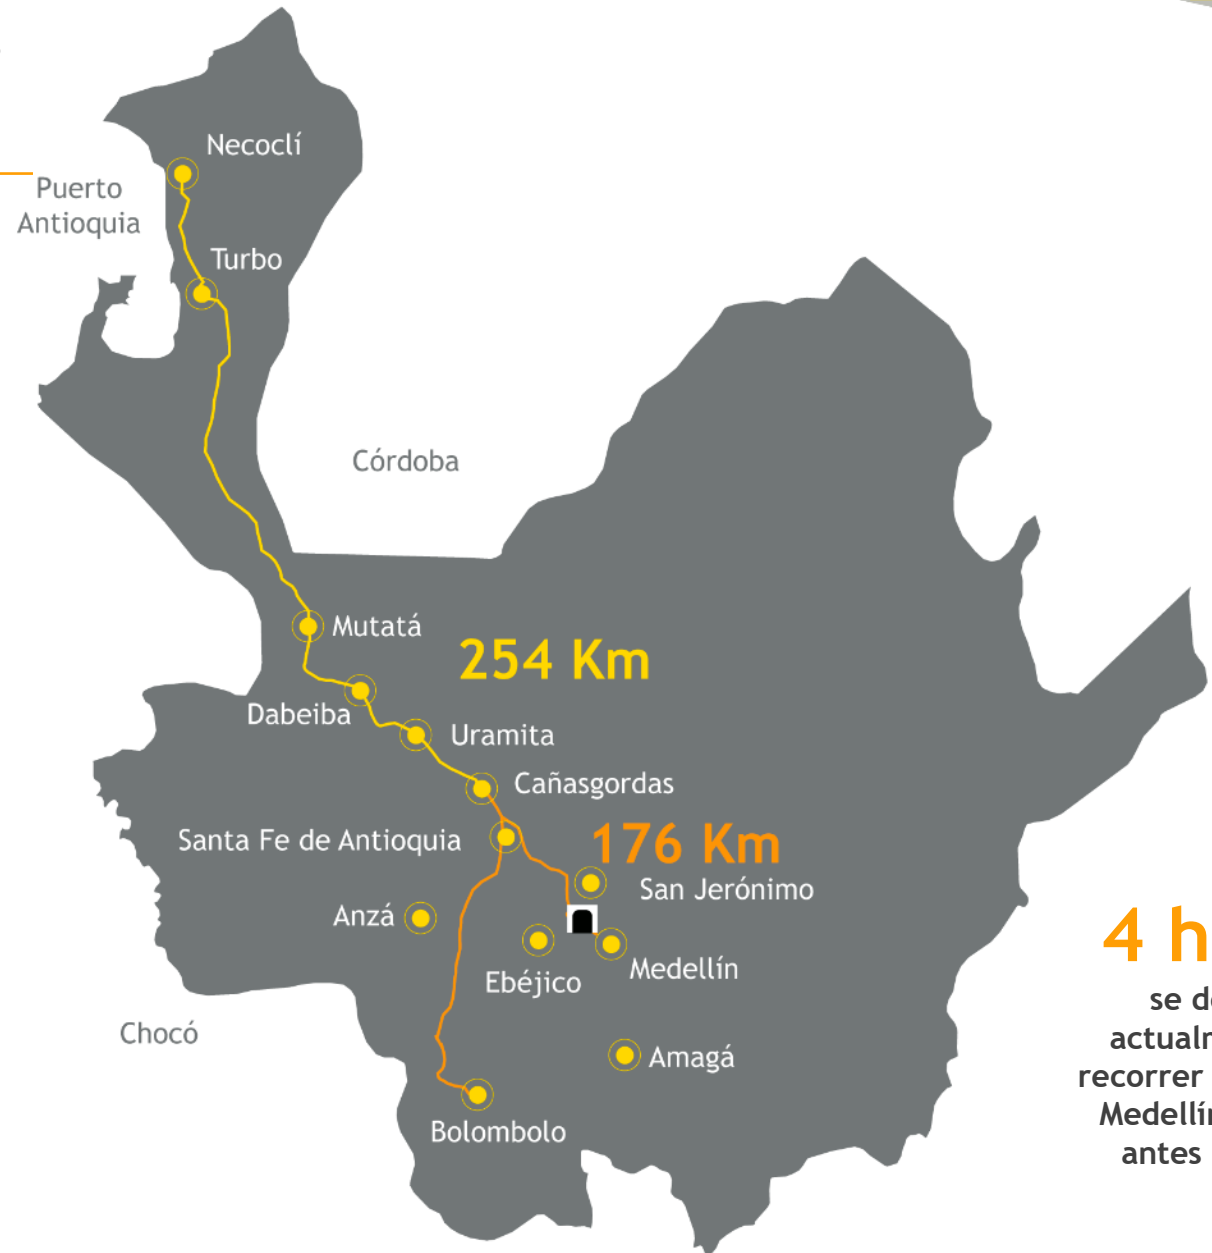 Necoclí
Puerto
Antioquia
Turbo
Córdoba
Mutatá
254 Km
Dabeiba
Uramita
Cañasgordas
Santa Fe de Antioquia
176 Km
San Jerónimo
Anzá
Ebéjico
Medellín
4 h
se d
actual
recorrer
Medellín
antes
Chocó
Amagá
Bolombolo